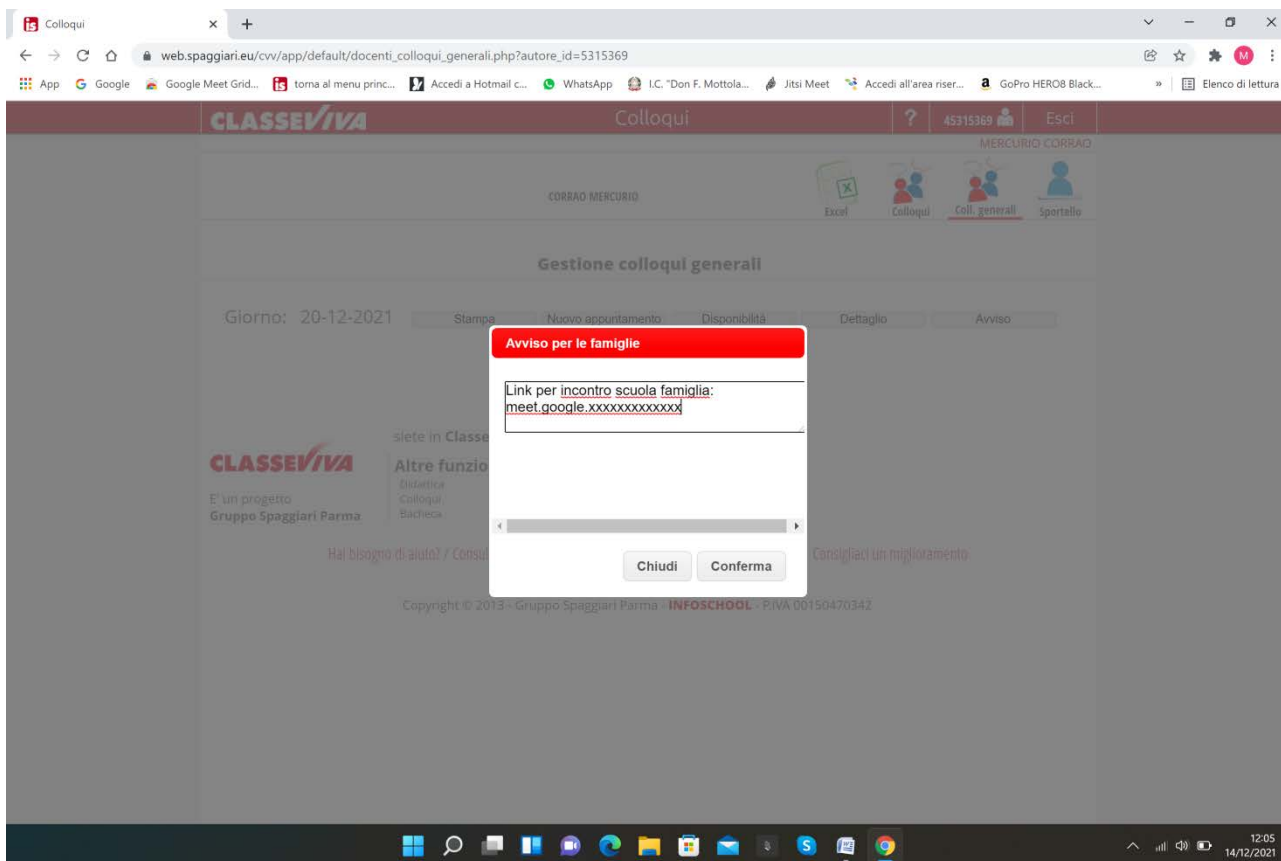 Colloqui
web.spaggiari.eu/cvv/app/default/docenti_colloqui_generali.php?autore_id=5315369
M
App Google Google Meet Grid... torna al menu princ... Accedi a Hotmail c... WhatsApp I.C. "Don F. Mottola... Jitsi Meet Accedi all'area riser... GoPro HERO8 Black... » Elenco di lettura
CLASSEVIVA Colloqui ? 45315369 Esci
MERCURIO CORRAO
CORRAO MERCURIO
Excel Colloqui Coll. generali Sportello
Gestione colloqui generali
Giorno: 20-12-2021 Stampa Nuovo appuntamento Disponibilità Dettaglio Avviso
Avviso per le famiglie
Link per incontro scuola famiglia:
meet.google.xxxxxxxxxxxxx
siete in Classe
CLASSEVIVA
Altre funzio
Didattica
E' un progetto
Colloqui
Gruppo Spaggiari Parma
Bacheca
Chiudi Conferma
Hai bisogno di aiuto? / Consul
Consigliaci un miglioramento
Copyright © 2013 - Gruppo Spaggiari Parma - INFOSCHOOL - P.IVA 00150470342
12:05
14/12/2021